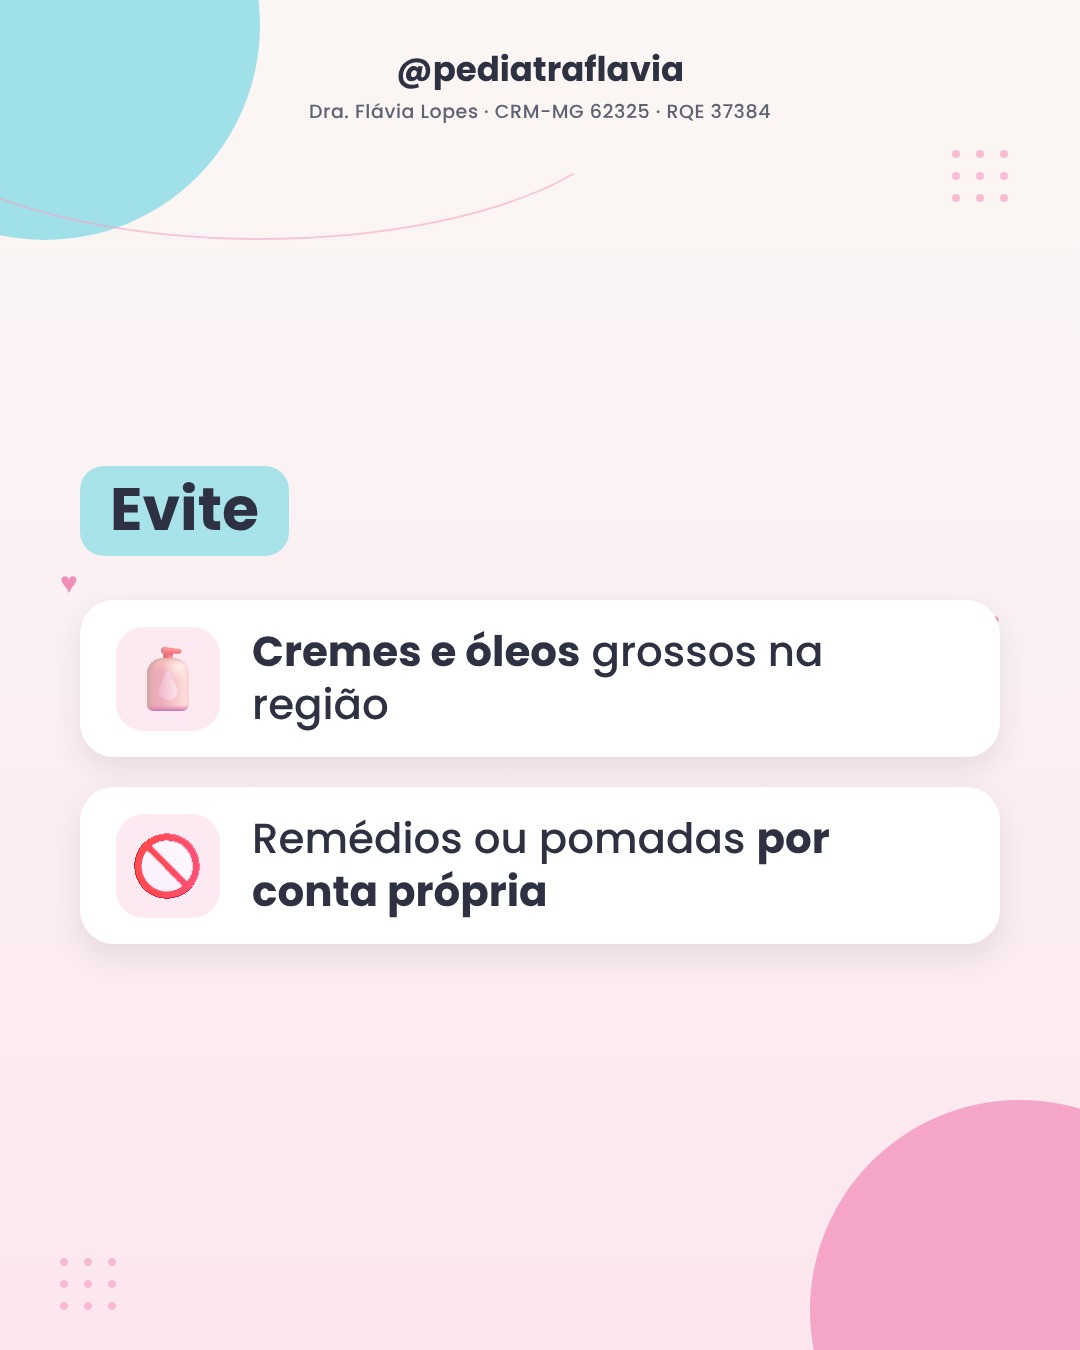 @pediatraflavia
Dra. Flávia Lopes · CRM-MG 62325 · RQE 37384
Evite
Cremes e óleos grossos na
região
Remédios ou pomadas por
conta própria